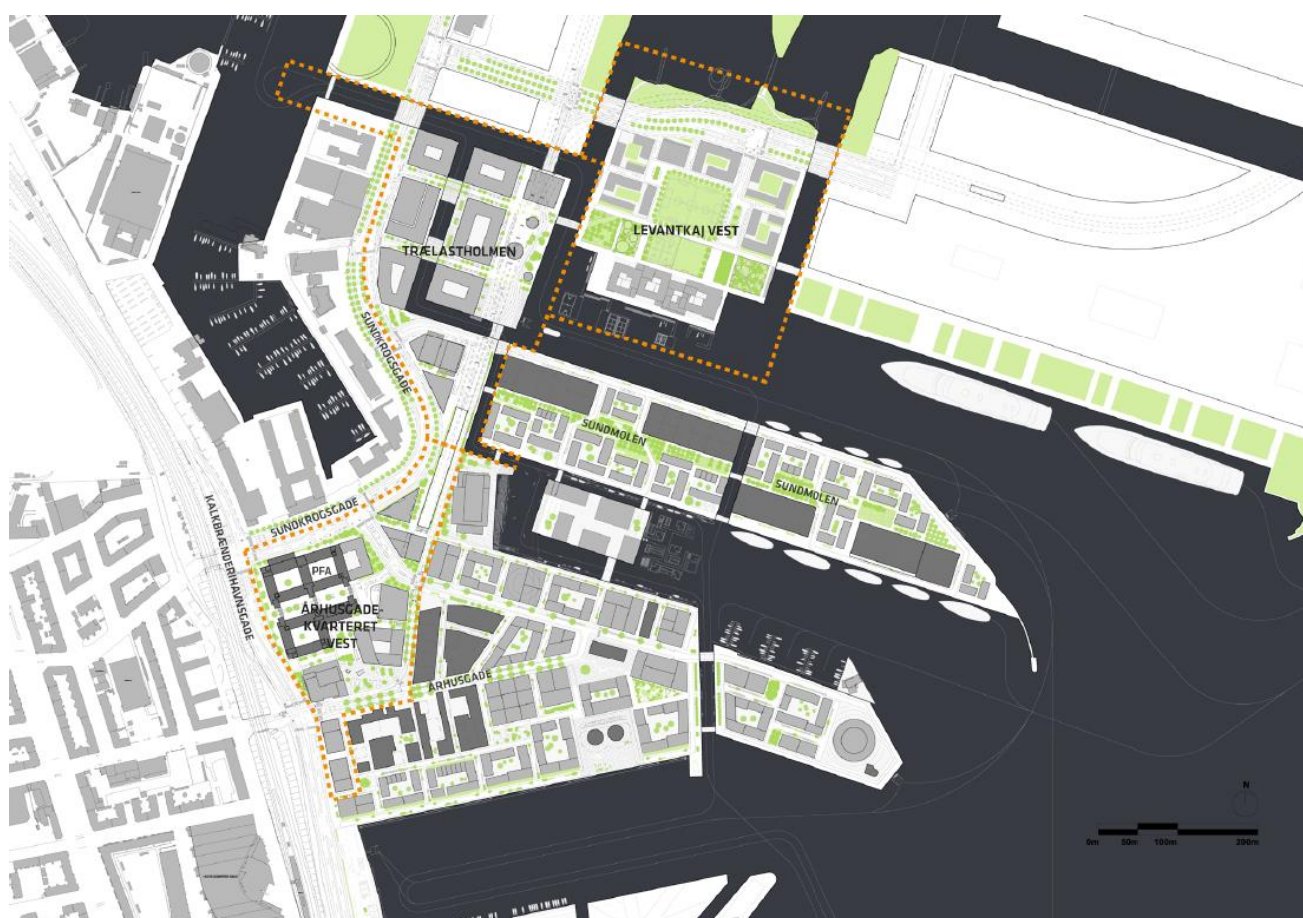 LEVANTKAJ VEST
TRÆLASTHOLMEN
SUNDKROGSGADE
SUNDMOLEN
SUNDMOLEN
KALKBRÆNDERIHAVNSGADE
SUNDKROGSGADE
PFA
ÅRHUSGADE-
KVARTERET
VEST
ÅRHUSGADE
N
0m 50m 100m 200m